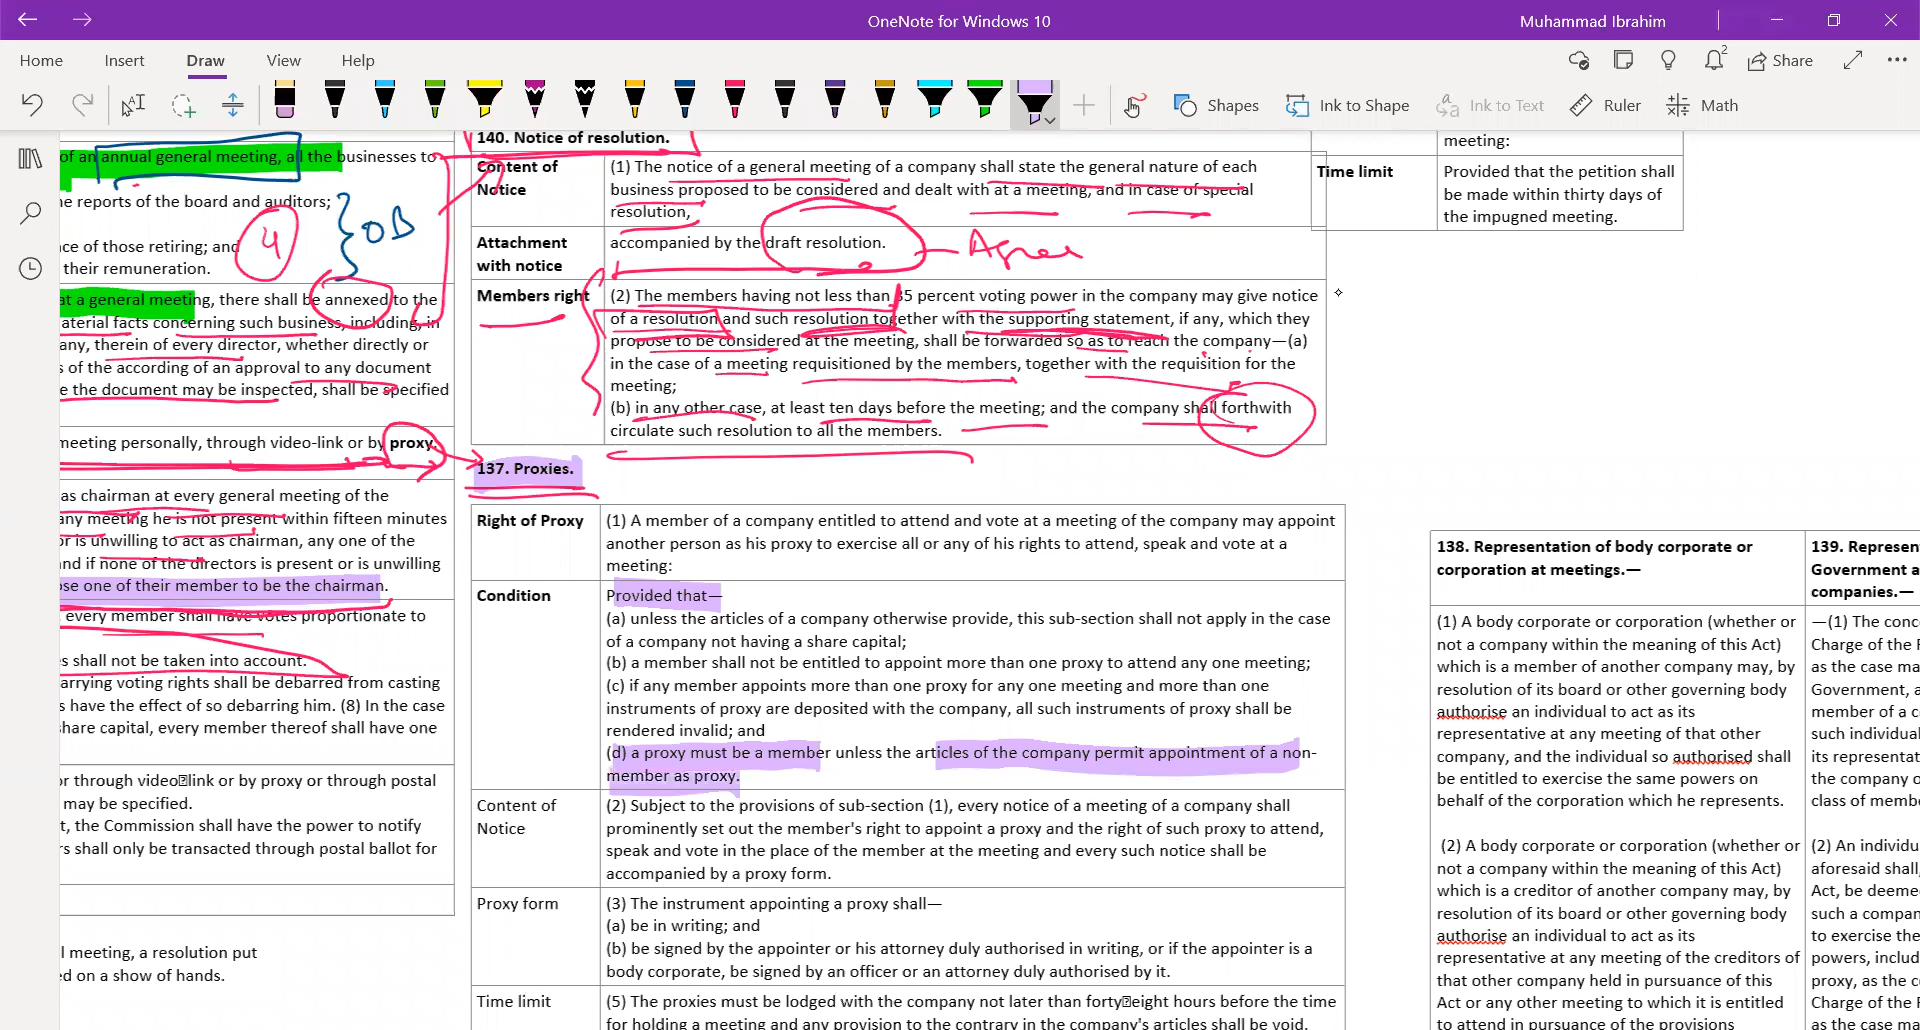 OneNote for Windows 10
Muhammad Ibrahim
Home Insert Draw View Help
2
Share
Shapes Ink to Shape Ink to Text Ruler Math
of an annual general meeting, all the businesses to
ne reports of the board and auditors;
nce of those retiring; and
their remuneration.
4
OB
at a general meeting, there shall be annexed to the
aterial facts concerning such business, including, in
any, therein of every director, whether directly or
s of the according of an approval to any document
e the document may be inspected, shall be specified
meeting personally, through video-link or by proxy.
as chairman at every general meeting of the
any meeting he is not present within fifteen minutes
or is unwilling to act as chairman, any one of the
nd if none of the directors is present or is unwilling
ose one of their member to be the chairman.
every member shall have votes proportionate to
s shall not be taken into account.
arrying voting rights shall be debarred from casting
s have the effect of so debarring him. (8) In the case
share capital, every member thereof shall have one
or through video⍰link or by proxy or through postal
may be specified.
t, the Commission shall have the power to notify
rs shall only be transacted through postal ballot for
l meeting, a resolution put
ed on a show of hands.
140. Notice of resolution.
Content of Notice
(1) The notice of a general meeting of a company shall state the general nature of each
business proposed to be considered and dealt with at a meeting, and in case of special
resolution,
Attachment with notice
accompanied by the draft resolution.
Members right
(2) The members having not less than 5 percent voting power in the company may give notice
of a resolution and such resolution together with the supporting statement, if any, which they
propose to be considered at the meeting, shall be forwarded so as to reach the company—(a)
in the case of a meeting requisitioned by the members, together with the requisition for the
meeting;
(b) in any other case, at least ten days before the meeting; and the company shall forthwith
circulate such resolution to all the members.
137. Proxies.
Right of Proxy
(1) A member of a company entitled to attend and vote at a meeting of the company may appoint
another person as his proxy to exercise all or any of his rights to attend, speak and vote at a
meeting:
Condition
Provided that—
(a) unless the articles of a company otherwise provide, this sub-section shall not apply in the case
of a company not having a share capital;
(b) a member shall not be entitled to appoint more than one proxy to attend any one meeting;
(c) if any member appoints more than one proxy for any one meeting and more than one
instruments of proxy are deposited with the company, all such instruments of proxy shall be
rendered invalid; and
(d) a proxy must be a member unless the articles of the company permit appointment of a non-
member as proxy.
Content of Notice
(2) Subject to the provisions of sub-section (1), every notice of a meeting of a company shall
prominently set out the member's right to appoint a proxy and the right of such proxy to attend,
speak and vote in the place of the member at the meeting and every such notice shall be
accompanied by a proxy form.
Proxy form
(3) The instrument appointing a proxy shall—
(a) be in writing; and
(b) be signed by the appointer or his attorney duly authorised in writing, or if the appointer is a
body corporate, be signed by an officer or an attorney duly authorised by it.
Time limit
(5) The proxies must be lodged with the company not later than forty⍰eight hours before the time
for holding a meeting and any provision to the contrary in the company's articles shall be void.
meeting:
Time limit
Provided that the petition shall
be made within thirty days of
the impugned meeting.
138. Representation of body corporate or
corporation at meetings.—
(1) A body corporate or corporation (whether or
not a company within the meaning of this Act)
which is a member of another company may, by
resolution of its board or other governing body
authorise an individual to act as its
representative at any meeting of that other
company, and the individual so authorised shall
be entitled to exercise the same powers on
behalf of the corporation which he represents.
(2) A body corporate or corporation (whether or
not a company within the meaning of this Act)
which is a creditor of another company may, by
resolution of its board or other governing body
authorise an individual to act as its
representative at any meeting of the creditors of
that other company held in pursuance of this
Act or any other meeting to which it is entitled
to attend in pursuance of the provisions
139. Represen
Government a
companies.—
—(1) The conc
Charge of the F
as the case ma
Government, a
member of a c
such individua
its representat
the company o
class of membe
(2) An individu
aforesaid shall,
Act, be deeme
such a compan
to exercise the
powers, includ
proxy, as the c
Charge of the F
as the case ma